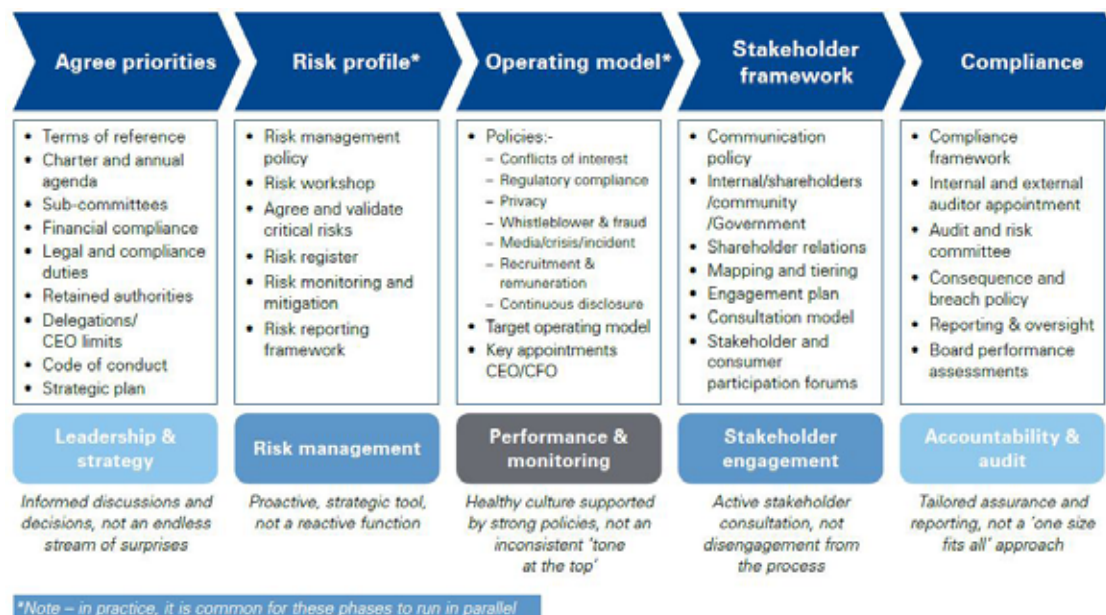 Agree priorities
Risk profile*
Operating model*
Stakeholder
framework
Compliance
• Terms of reference
• Charter and annual
agenda
• Sub-committees
• Financial compliance
• Legal and compliance
duties
• Retained authorities
• Delegations/
CEO limits
• Code of conduct
• Strategic plan
• Risk management
policy
• Risk workshop
• Agree and validate
critical risks
• Risk register
• Risk monitoring and
mitigation
• Risk reporting
framework
• Policies:-
– Conflicts of interest
– Regulatory compliance
– Privacy
– Whistleblower & fraud
– Media/crisis/incident
– Recruitment &
remuneration
– Continuous disclosure
• Target operating model
• Key appointments
CEO/CFO
• Communication
policy
• Internal/shareholders
/community
/Government
• Shareholder relations
• Mapping and tiering
• Engagement plan
• Consultation model
• Stakeholder and
consumer
participation forums
• Compliance
framework
• Internal and external
auditor appointment
• Audit and risk
committee
• Consequence and
breach policy
• Reporting & oversight
• Board performance
assessments
Leadership &
strategy
Risk management
Performance &
monitoring
Stakeholder
engagement
Accountability &
audit
Informed discussions and
decisions, not an endless
stream of surprises
Proactive, strategic tool,
not a reactive function
Healthy culture supported
by strong policies, not an
inconsistent 'tone
at the top'
Active stakeholder
consultation, not
disengagement from
the process
Tailored assurance and
reporting, not a 'one size
fits all' approach
*Note – in practice, it is common for these phases to run in parallel